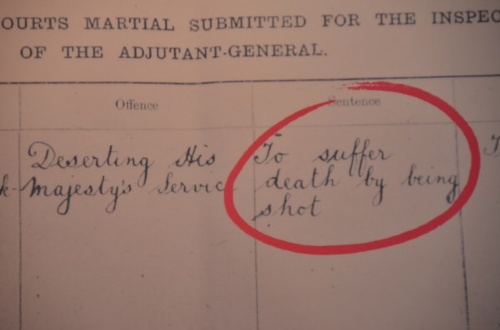 OURTS MARTIAL SUBMITTED FOR THE INSPEC
OF THE ADJUTANT-GENERAL.
Offence Sentence
Deserting His To suffer
k- Majesty's Service death by being
shot